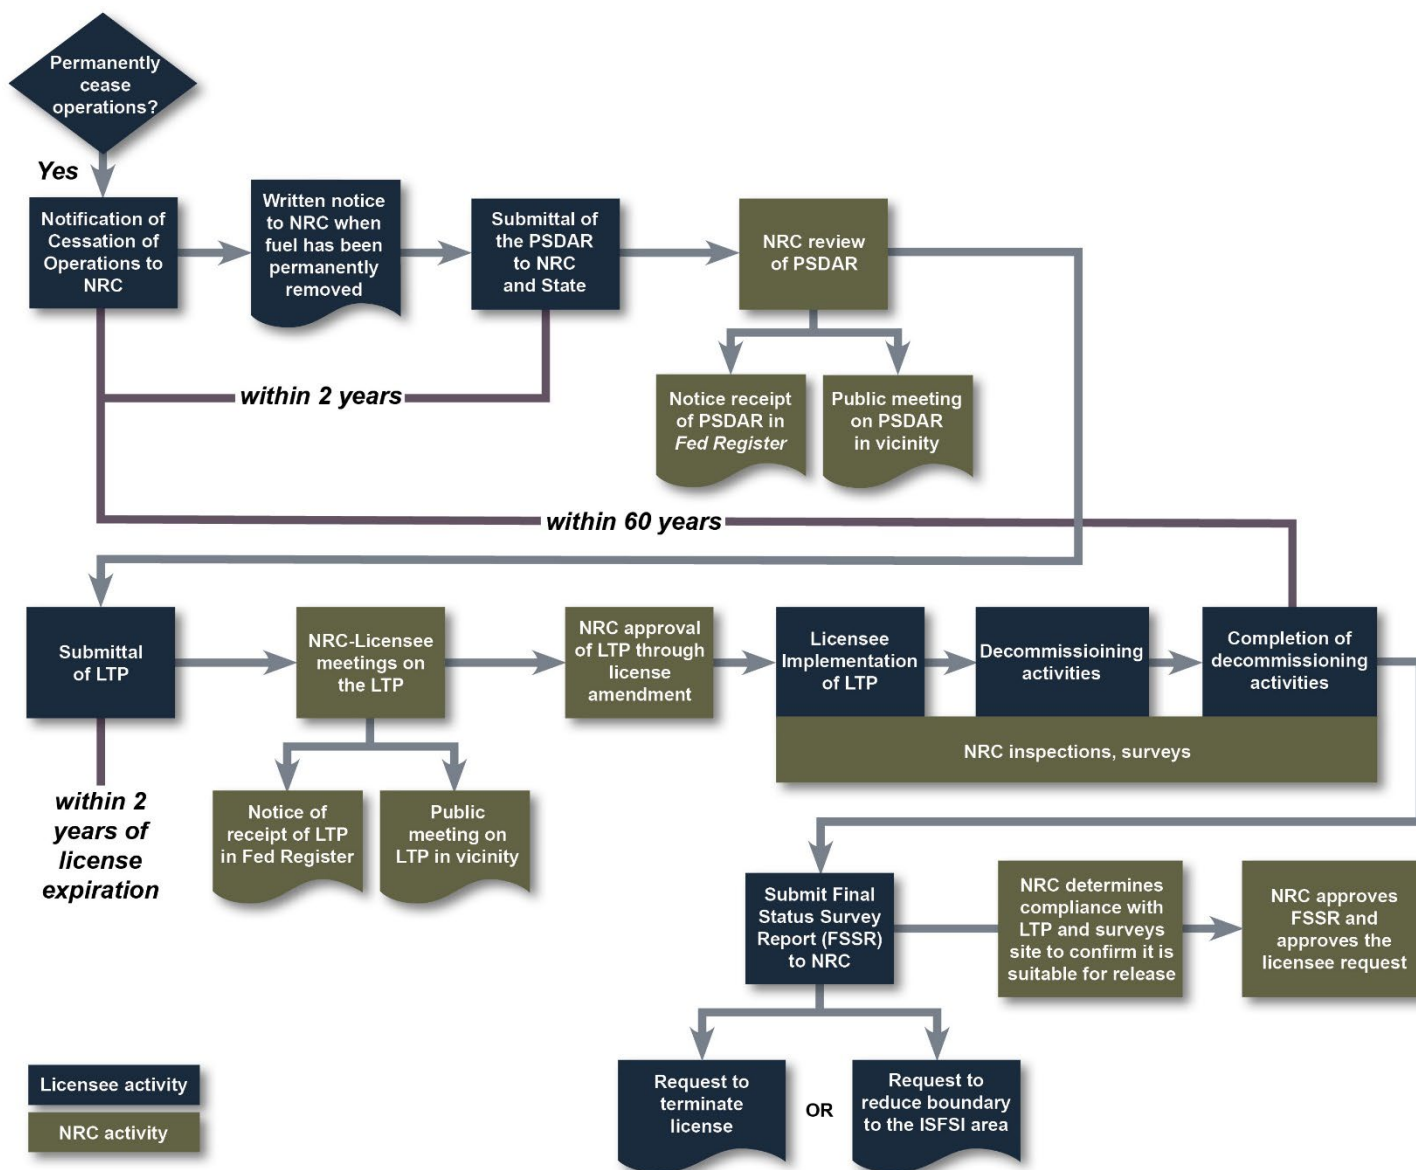 Permanently
cease
operations?
Yes
Notification of
Cessation of
Operations to
NRC
Written notice
to NRC when
fuel has been
permanently
removed
Submittal of
the PSDAR
to NRC
and State
NRC review
of PSDAR
within 2 years
Notice receipt
of PSDAR in
Fed Register
Public meeting
on PSDAR
in vicinity
within 60 years
Submittal
of LTP
NRC-Licensee
meetings on
the LTP
NRC approval
of LTP through
license
amendment
Licensee
Implementation
of LTP
Decommissioining
activities
Completion of
decommissioning
activities
NRC inspections, surveys
within 2
years of
license
expiration
Notice of
receipt of LTP
in Fed Register
Public
meeting on
LTP in vicinity
Submit Final
Status Survey
Report (FSSR)
to NRC
NRC determines
compliance with
LTP and surveys
site to confirm it is
suitable for release
NRC approves
FSSR and
approves the
licensee request
Request to
terminate
license
OR
Request to
reduce boundary
to the ISFSI area
Licensee activity
NRC activity